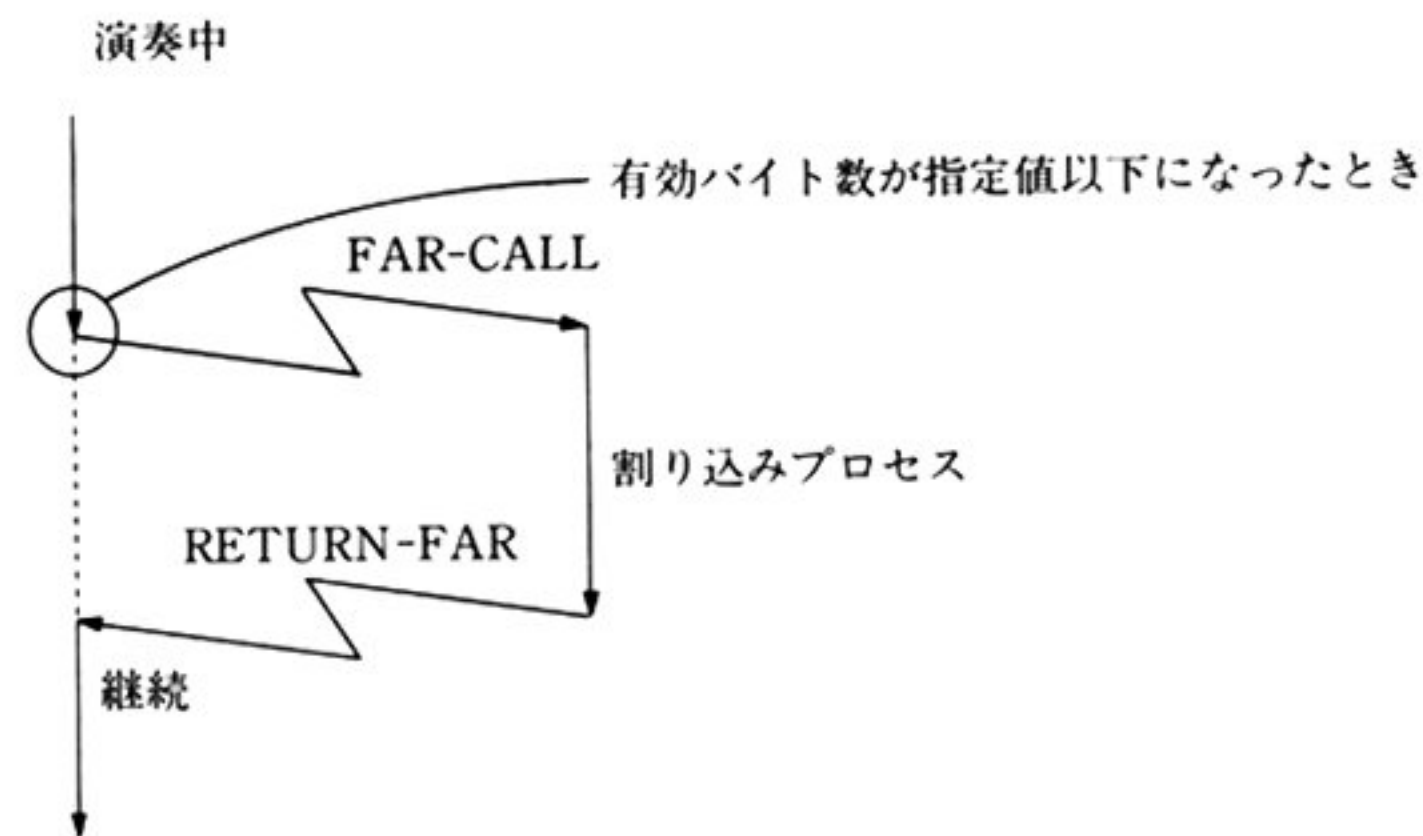 演奏中
有効バイト数が指定値以下になったとき
FAR-CALL
割り込みプロセス
RETURN-FAR
継続